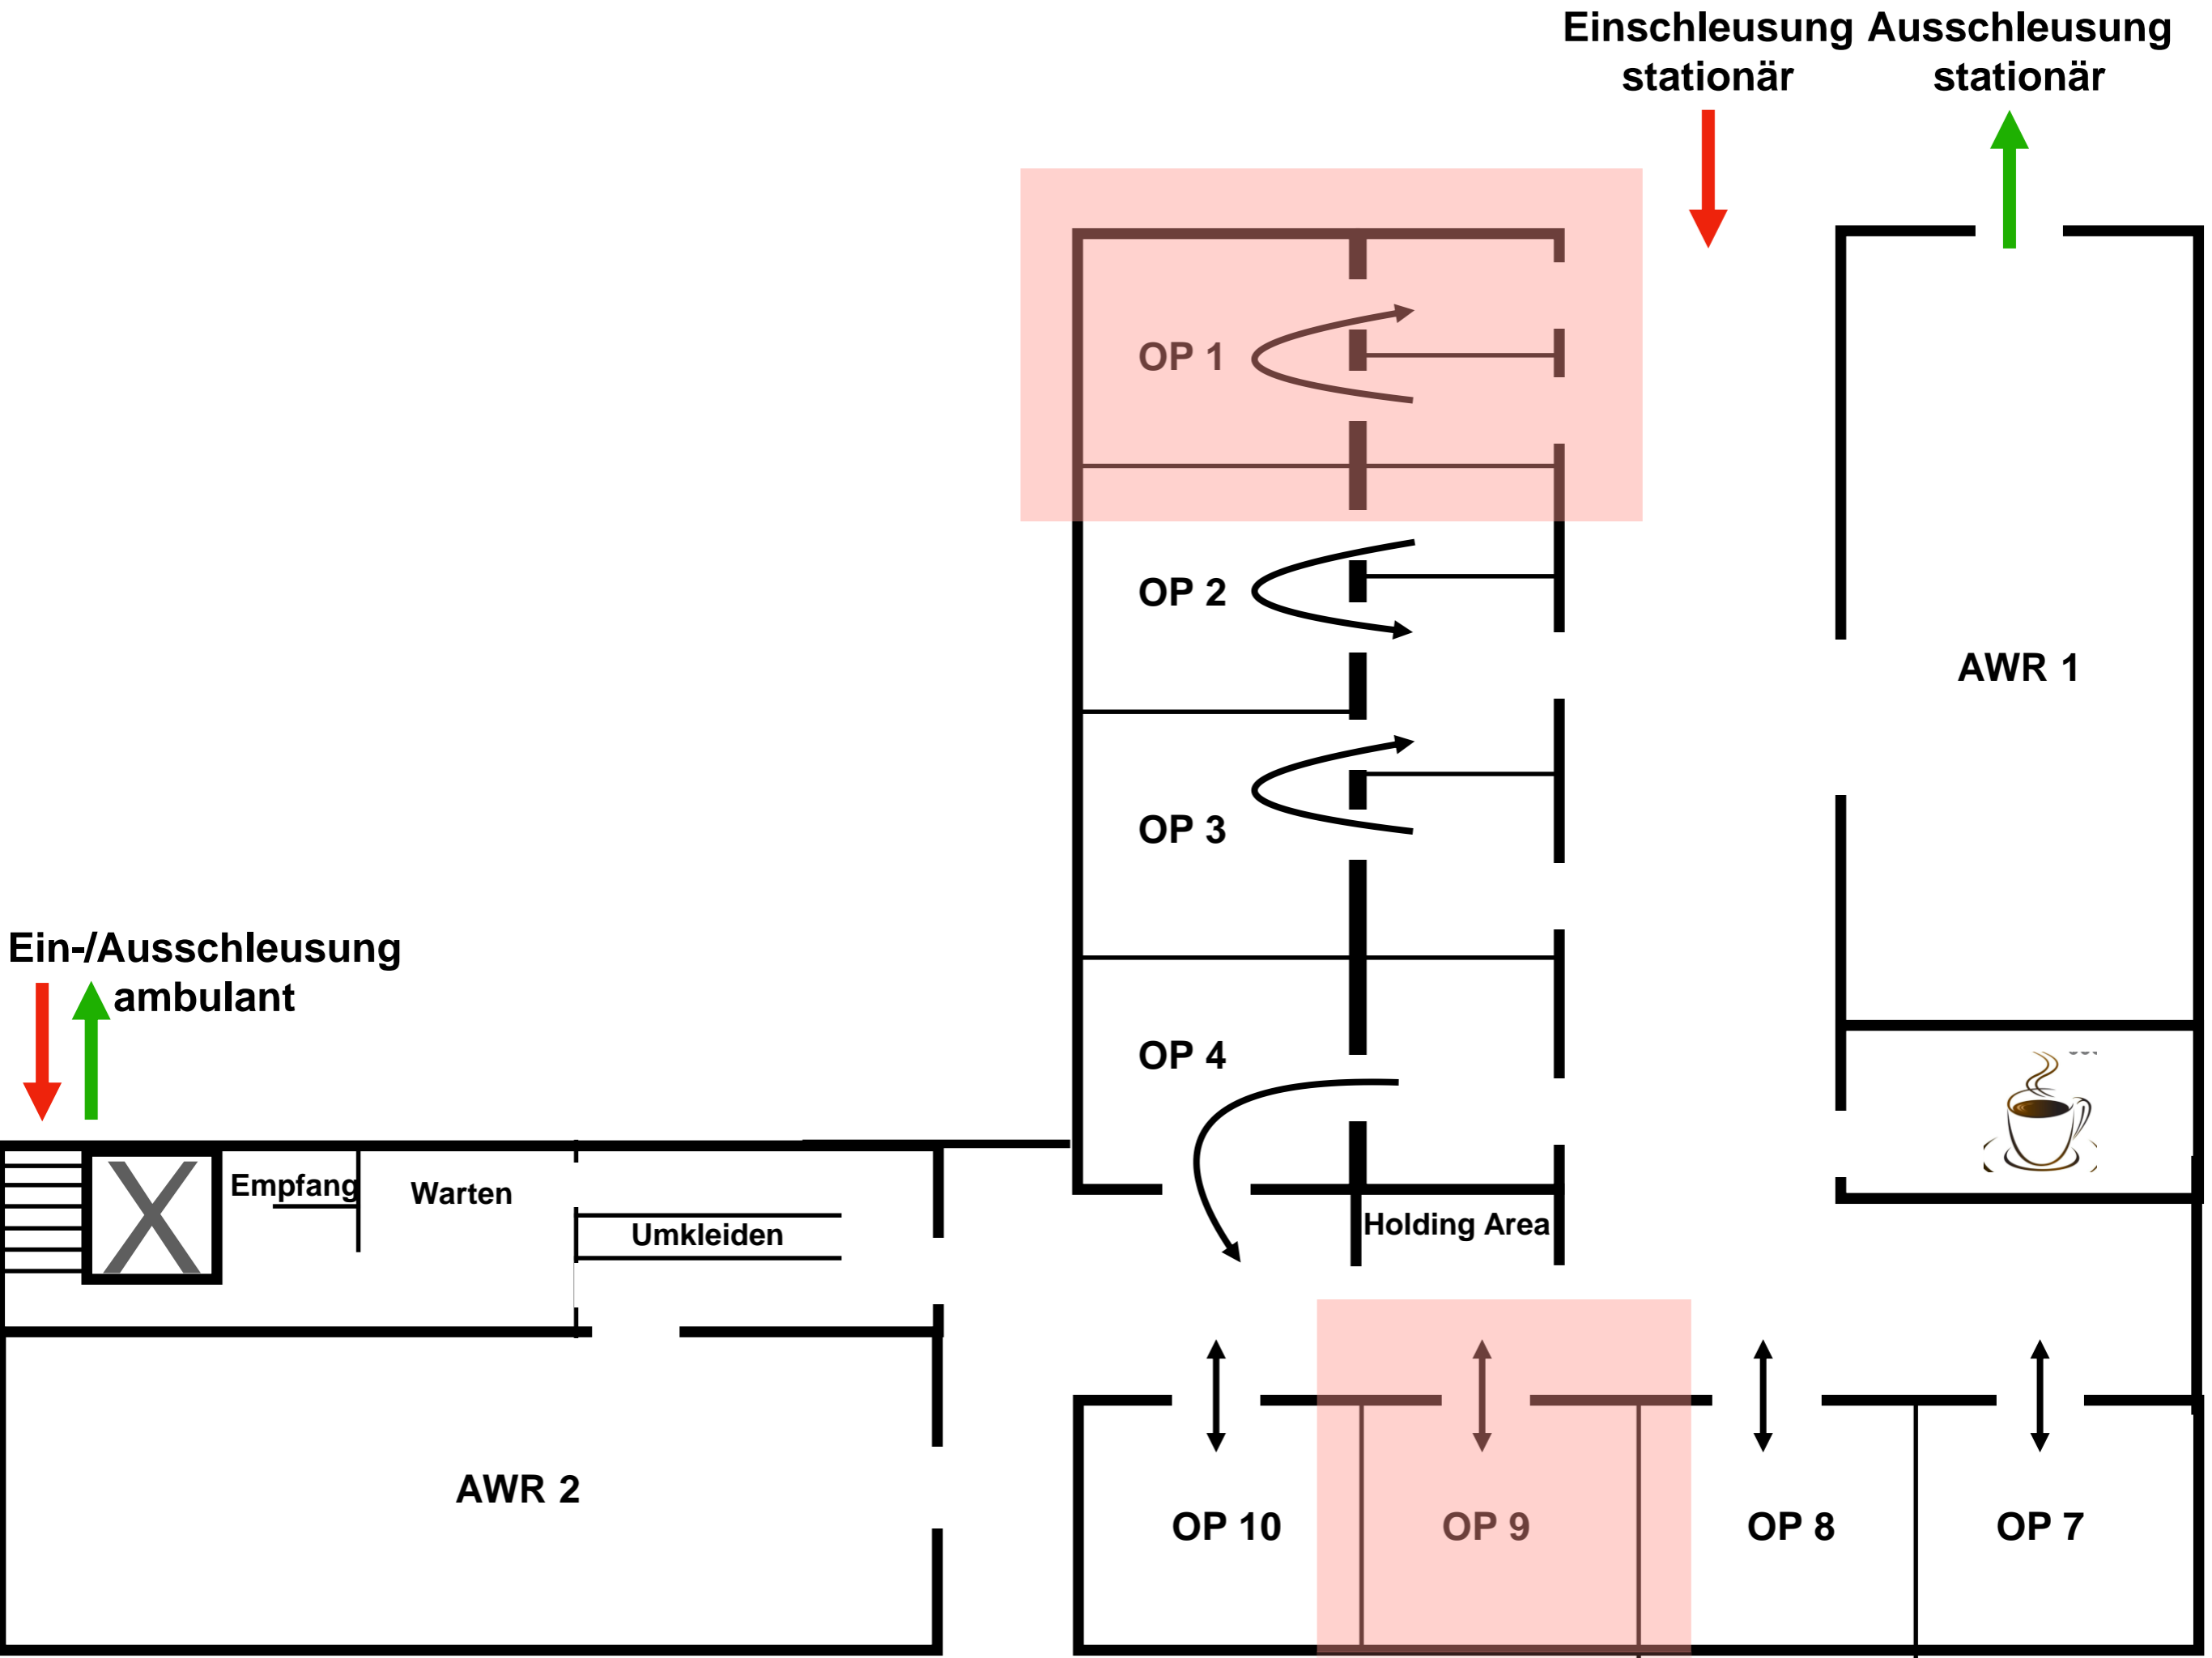 Einschleusung Ausschleusung
stationär stationär
OP 1
OP 2
AWR 1
OP 3
Ein-/Ausschleusung
ambulant
OP 4
Empfang
Warten
Umkleiden
Holding Area
AWR 2
OP 10
OP 9
OP 8
OP 7